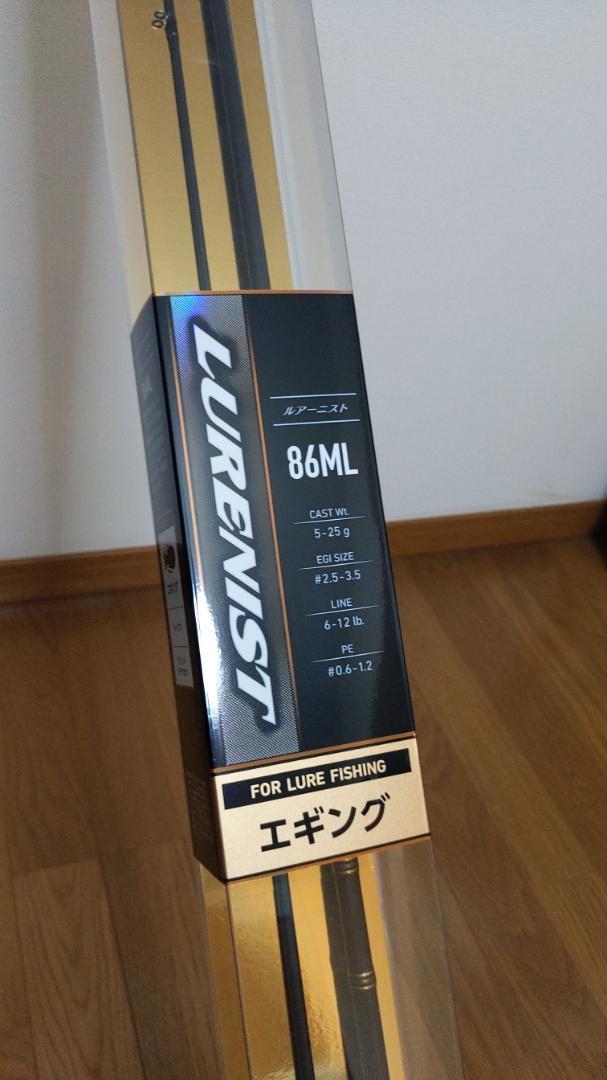 LURENIST
ルアーニスト
86ML
CAST Wt.
5-25 g
EGI SIZE
#2.5-3.5
LINE
6-12 lb.
PE
#0.6-1.2
FOR LURE FISHING
エギング